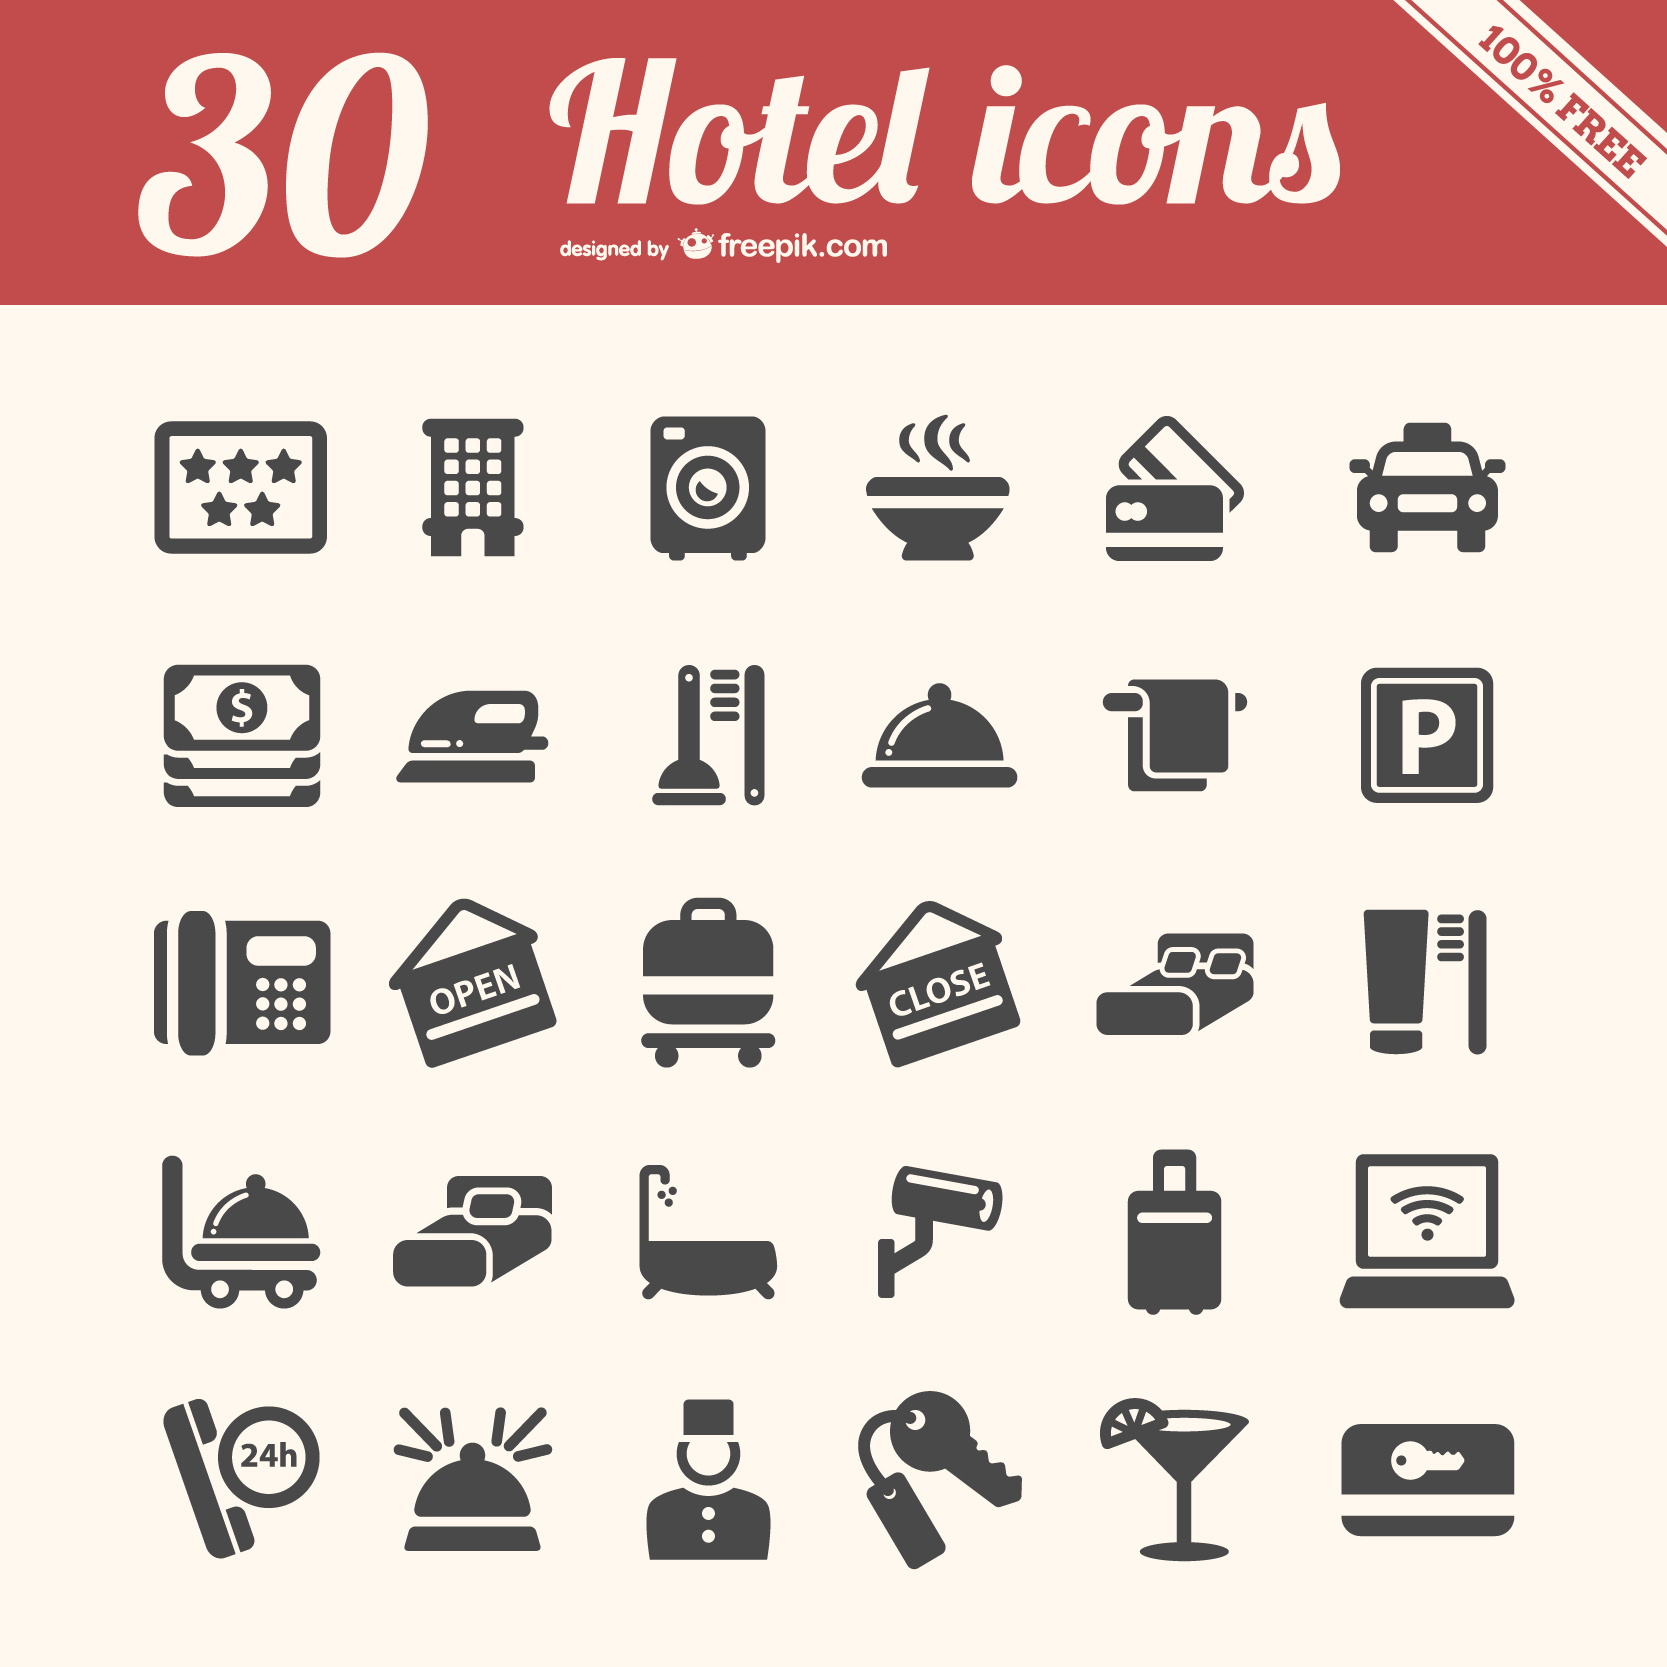 30 Hotel icons
designed by freepik.com
100% FREE
$
P
OPEN
CLOSE
24h